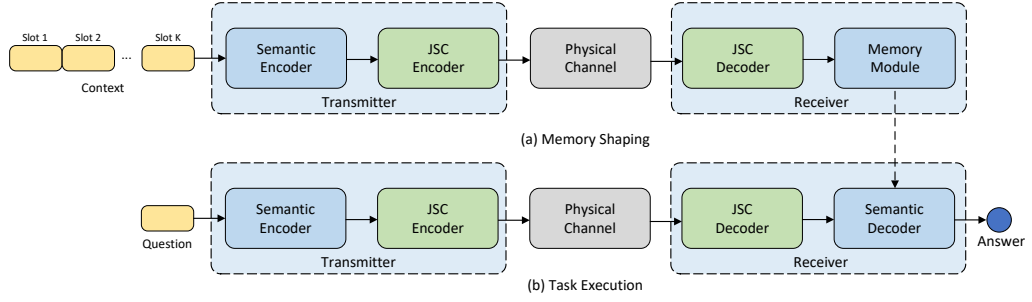 Slot 1 Slot 2 ... Slot K
Context
Semantic
Encoder
JSC
Encoder
Transmitter
Physical
Channel
JSC
Decoder
Memory
Module
Receiver
(a) Memory Shaping
Question
Semantic
Encoder
JSC
Encoder
Transmitter
Physical
Channel
JSC
Decoder
Semantic
Decoder
Receiver
Answer
(b) Task Execution